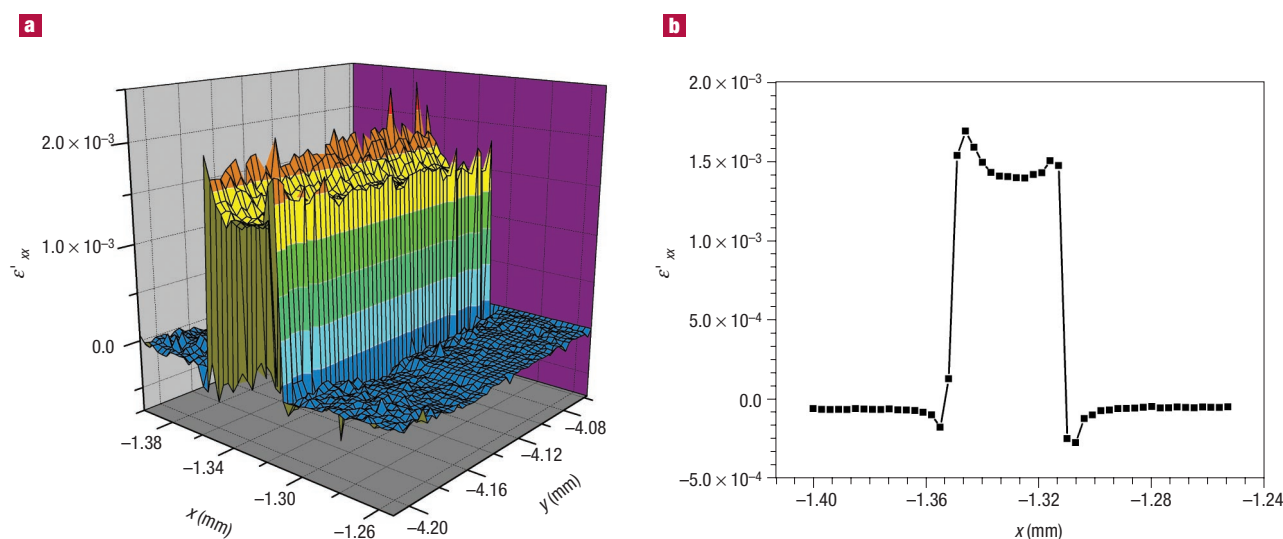 a
2.0 × 10⁻³
1.0 × 10⁻³
0.0
ε′xx
−1.38
−1.34
−1.30
−1.26
x (mm)
−4.20
−4.16
−4.12
−4.08
y (mm)
b
2.0 × 10⁻³
1.5 × 10⁻³
1.0 × 10⁻³
5.0 × 10⁻⁴
0.0
−5.0 × 10⁻⁴
ε′xx
−1.40
−1.36
−1.32
−1.28
−1.24
x (mm)